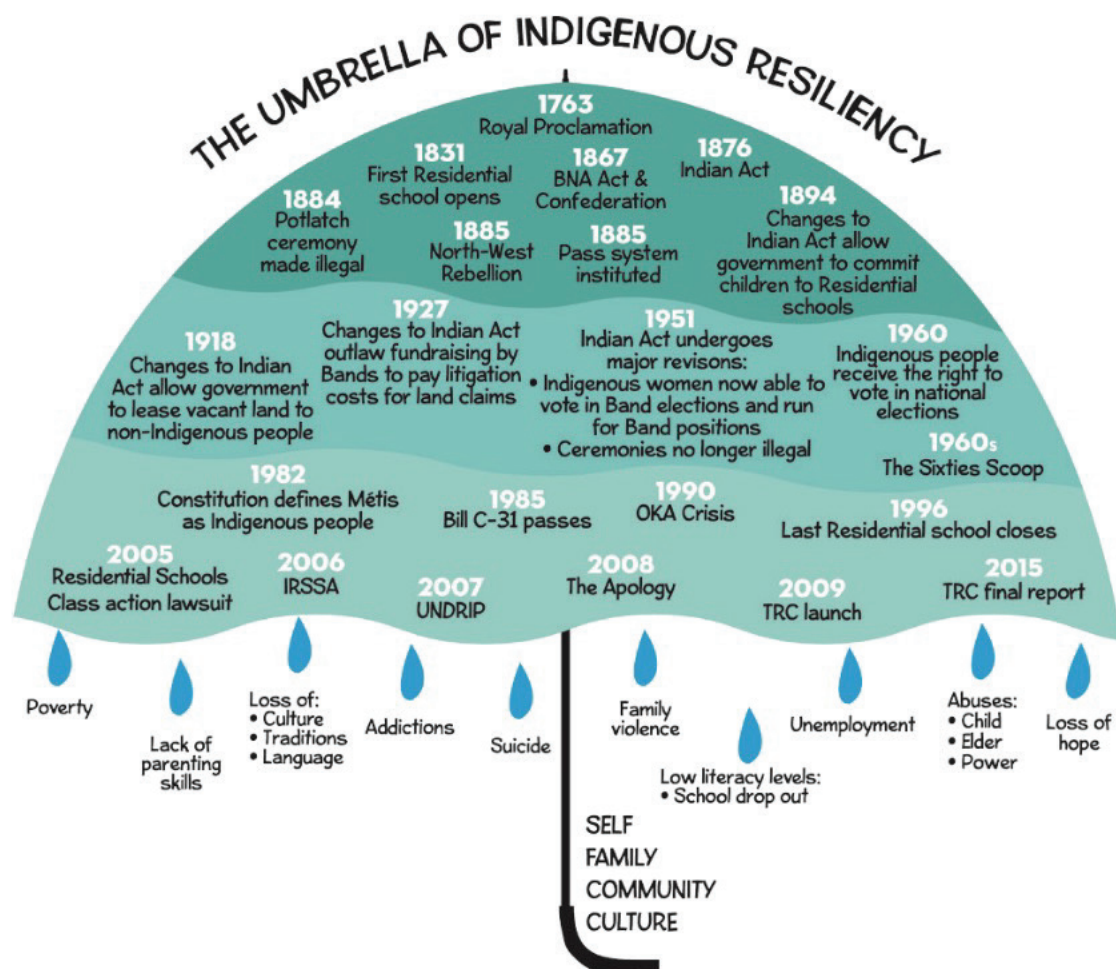 THE UMBRELLA OF INDIGENOUS RESILIENCY
1763
Royal Proclamation
1831
First Residential
school opens
1867
BNA Act &
Confederation
1876
Indian Act
1884
Potlatch
ceremony
made illegal
1885
North-West
Rebellion
1885
Pass system
instituted
1894
Changes to
Indian Act allow
government to commit
children to Residential
schools
1918
Changes to Indian
Act allow government
to lease vacant land to
non-Indigenous people
1927
Changes to Indian Act
outlaw fundraising by
Bands to pay litigation
costs for land claims
1951
Indian Act undergoes
major revisons:
• Indigenous women now able to
vote in Band elections and run
for Band positions
• Ceremonies no longer illegal
1960
Indigenous people
receive the right to
vote in national
elections
1960s
The Sixties Scoop
1982
Constitution defines Métis
as Indigenous people
1985
Bill C-31 passes
1990
OKA Crisis
1996
Last Residential school closes
2005
Residential Schools
Class action lawsuit
2006
IRSSA
2007
UNDRIP
2008
The Apology
2009
TRC launch
2015
TRC final report
Poverty
Lack of
parenting
skills
Loss of:
• Culture
• Traditions
• Language
Addictions
Suicide
Family
violence
Low literacy levels:
• School drop out
Unemployment
Abuses:
• Child
• Elder
• Power
Loss of
hope
SELF
FAMILY
COMMUNITY
CULTURE